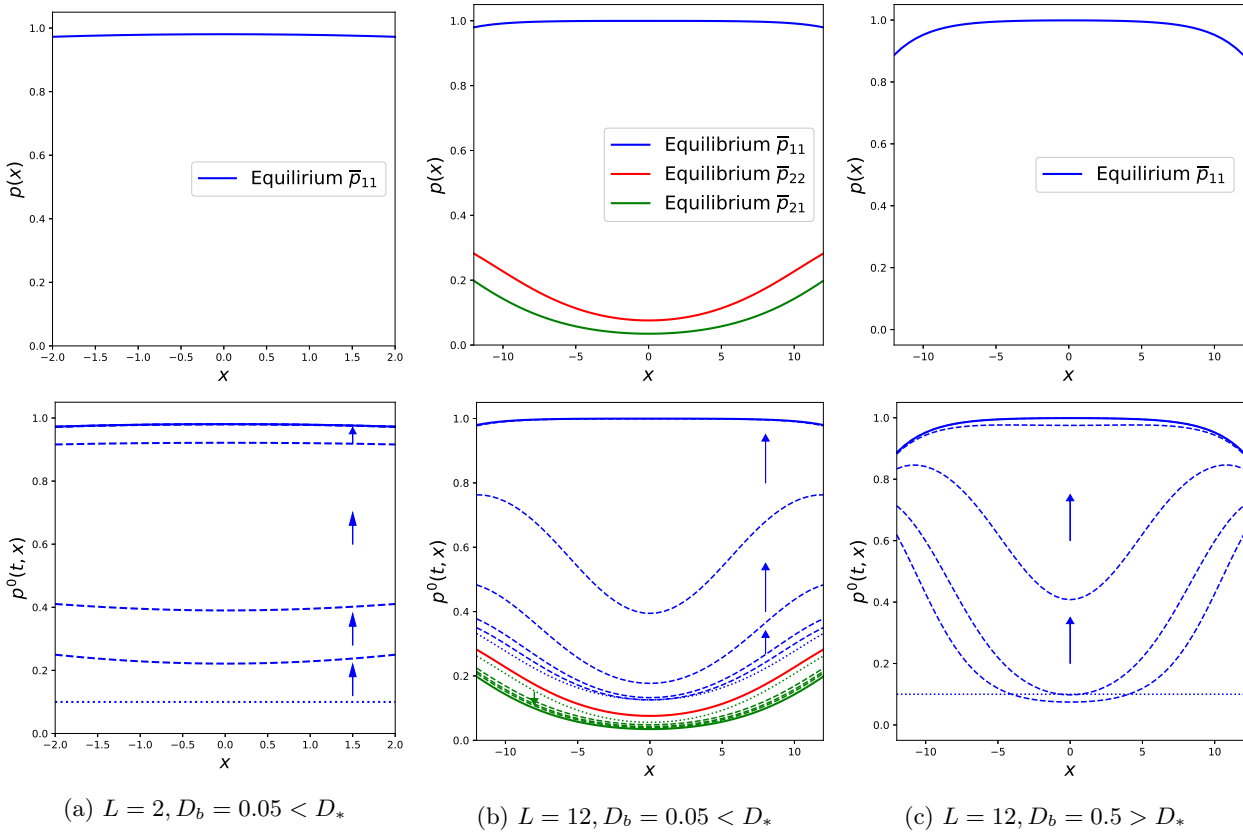 1.0
0.8
0.6
0.4
0.2
0.0
p(x)
Equilirium p̅₁₁
−2.0 −1.5 −1.0 −0.5 0.0 0.5 1.0 1.5 2.0
x
1.0
0.8
0.6
0.4
0.2
0.0
Equilibrium p̅₁₁
Equilibrium p̅₂₂
Equilibrium p̅₂₁
−10 −5 0 5 10
x
1.0
0.8
0.6
0.4
0.2
0.0
Equilirium p̅₁₁
−10 −5 0 5 10
x
1.0
0.8
0.6
0.4
0.2
0.0
p⁰(t, x)
−2.0 −1.5 −1.0 −0.5 0.0 0.5 1.0 1.5 2.0
x
1.0
0.8
0.6
0.4
0.2
0.0
p⁰(t, x)
−10 −5 0 5 10
x
1.0
0.8
0.6
0.4
0.2
0.0
p⁰(t, x)
−10 −5 0 5 10
x
(a) L = 2, D_b = 0.05 < D_*
(b) L = 12, D_b = 0.05 < D_*
(c) L = 12, D_b = 0.5 > D_*